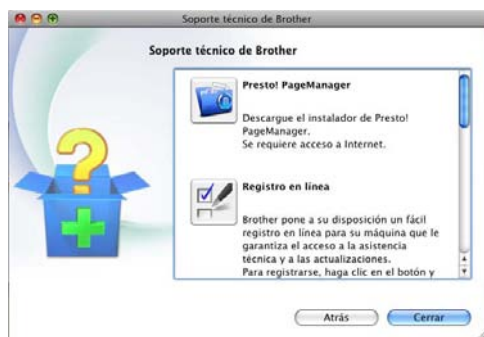 Soporte técnico de Brother
Soporte técnico de Brother
Presto! PageManager
Descargue el instalador de Presto!
PageManager.
Se requiere acceso a Internet.
Registro en línea
Brother pone a su disposición un fácil
registro en línea para su máquina que le
garantiza el acceso a la asistencia
técnica y a las actualizaciones.
Para registrarse, haga clic en el botón y
Atrás
Cerrar